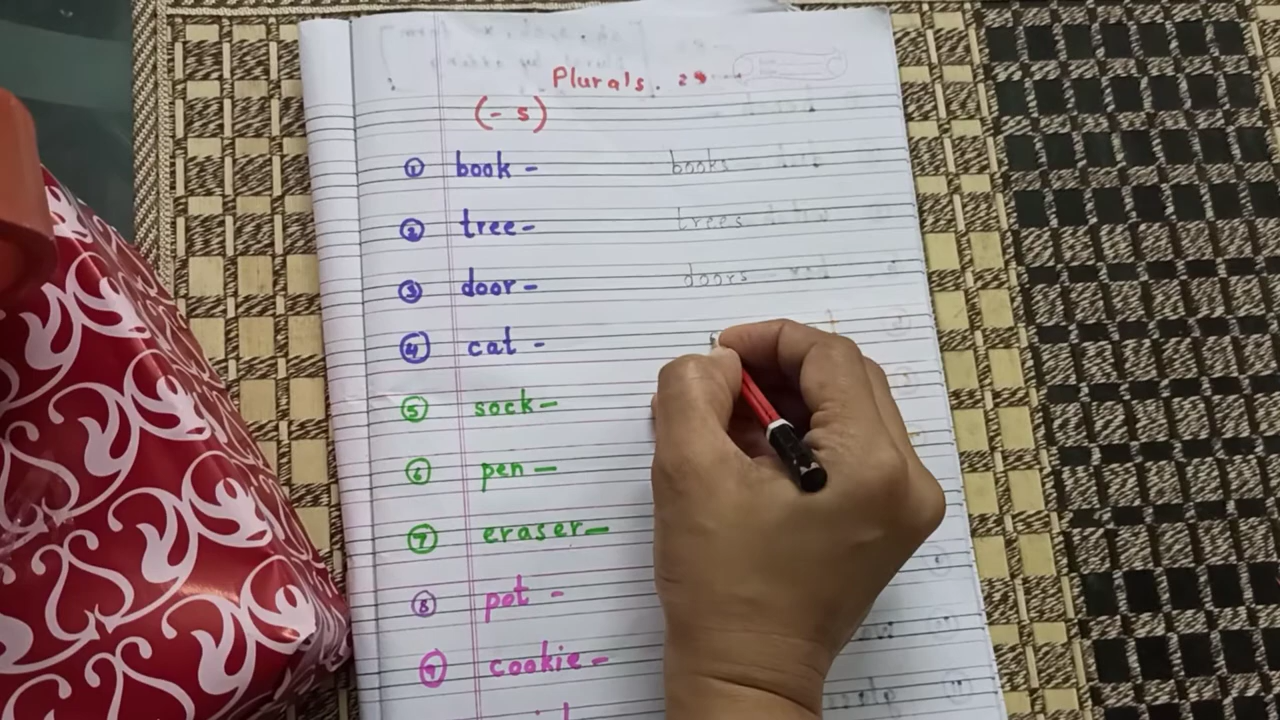 Plurals.
(- s)
① book - books
② tree- trees
③ door - doors
④ cat -
⑤ sock -
⑥ pen -
⑦ eraser-
⑧ pot -
⑨ cookie -